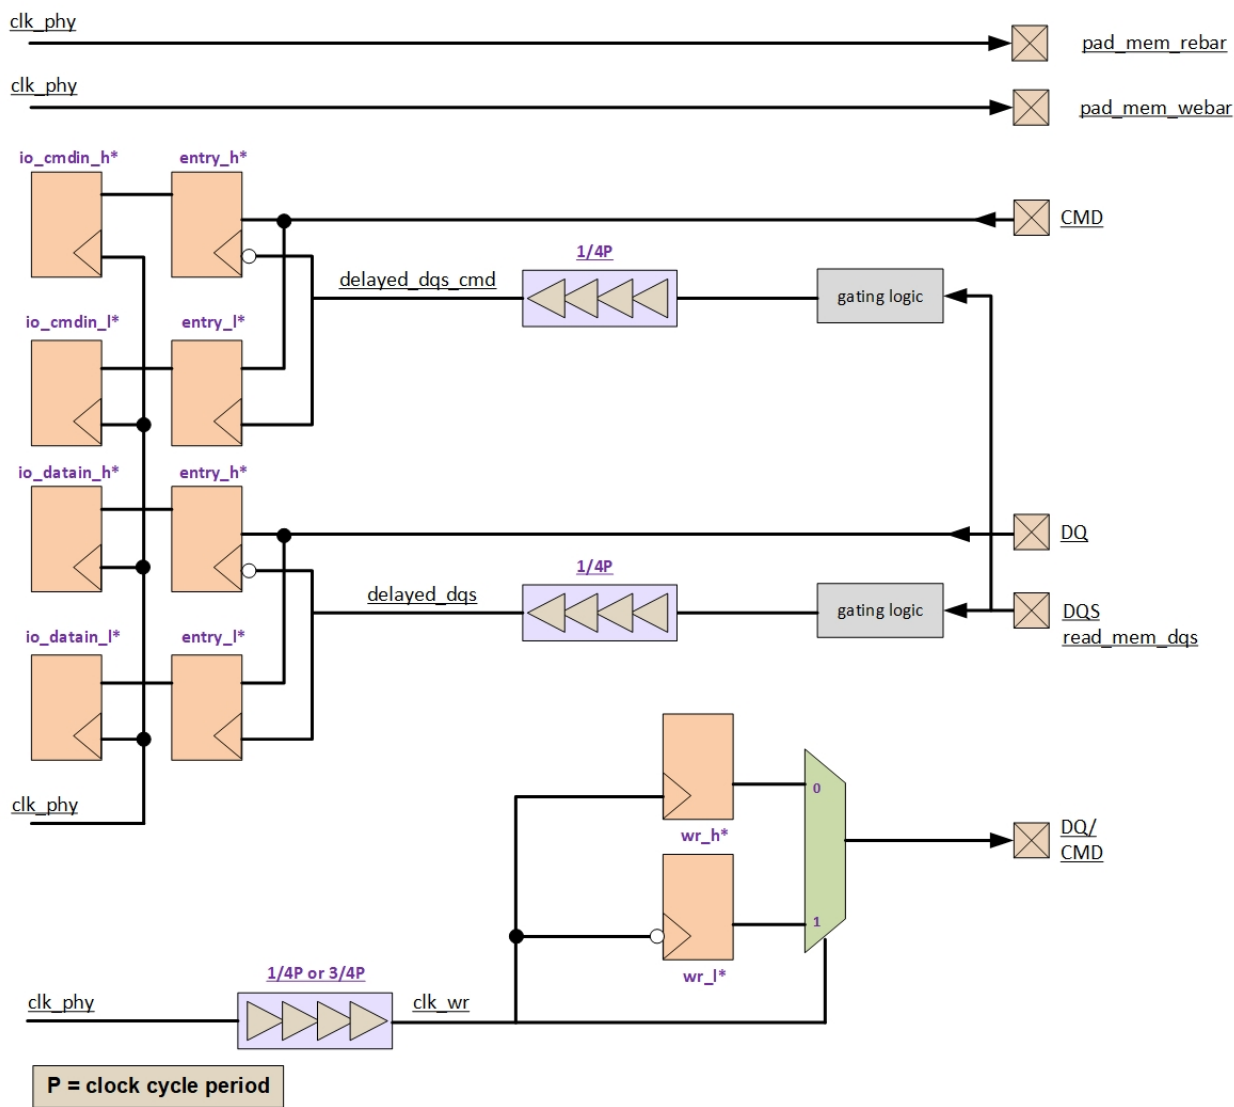 clk_phy
pad_mem_rebar
clk_phy
pad_mem_webar
io_cmdin_h*
entry_h*
CMD
1/4P
delayed_dqs_cmd
gating logic
io_cmdin_l*
entry_l*
io_datain_h*
entry_h*
DQ
1/4P
delayed_dqs
gating logic
DQS
read_mem_dqs
io_datain_l*
entry_l*
clk_phy
0
wr_h*
DQ/
CMD
1
wr_l*
1/4P or 3/4P
clk_phy
clk_wr
P = clock cycle period